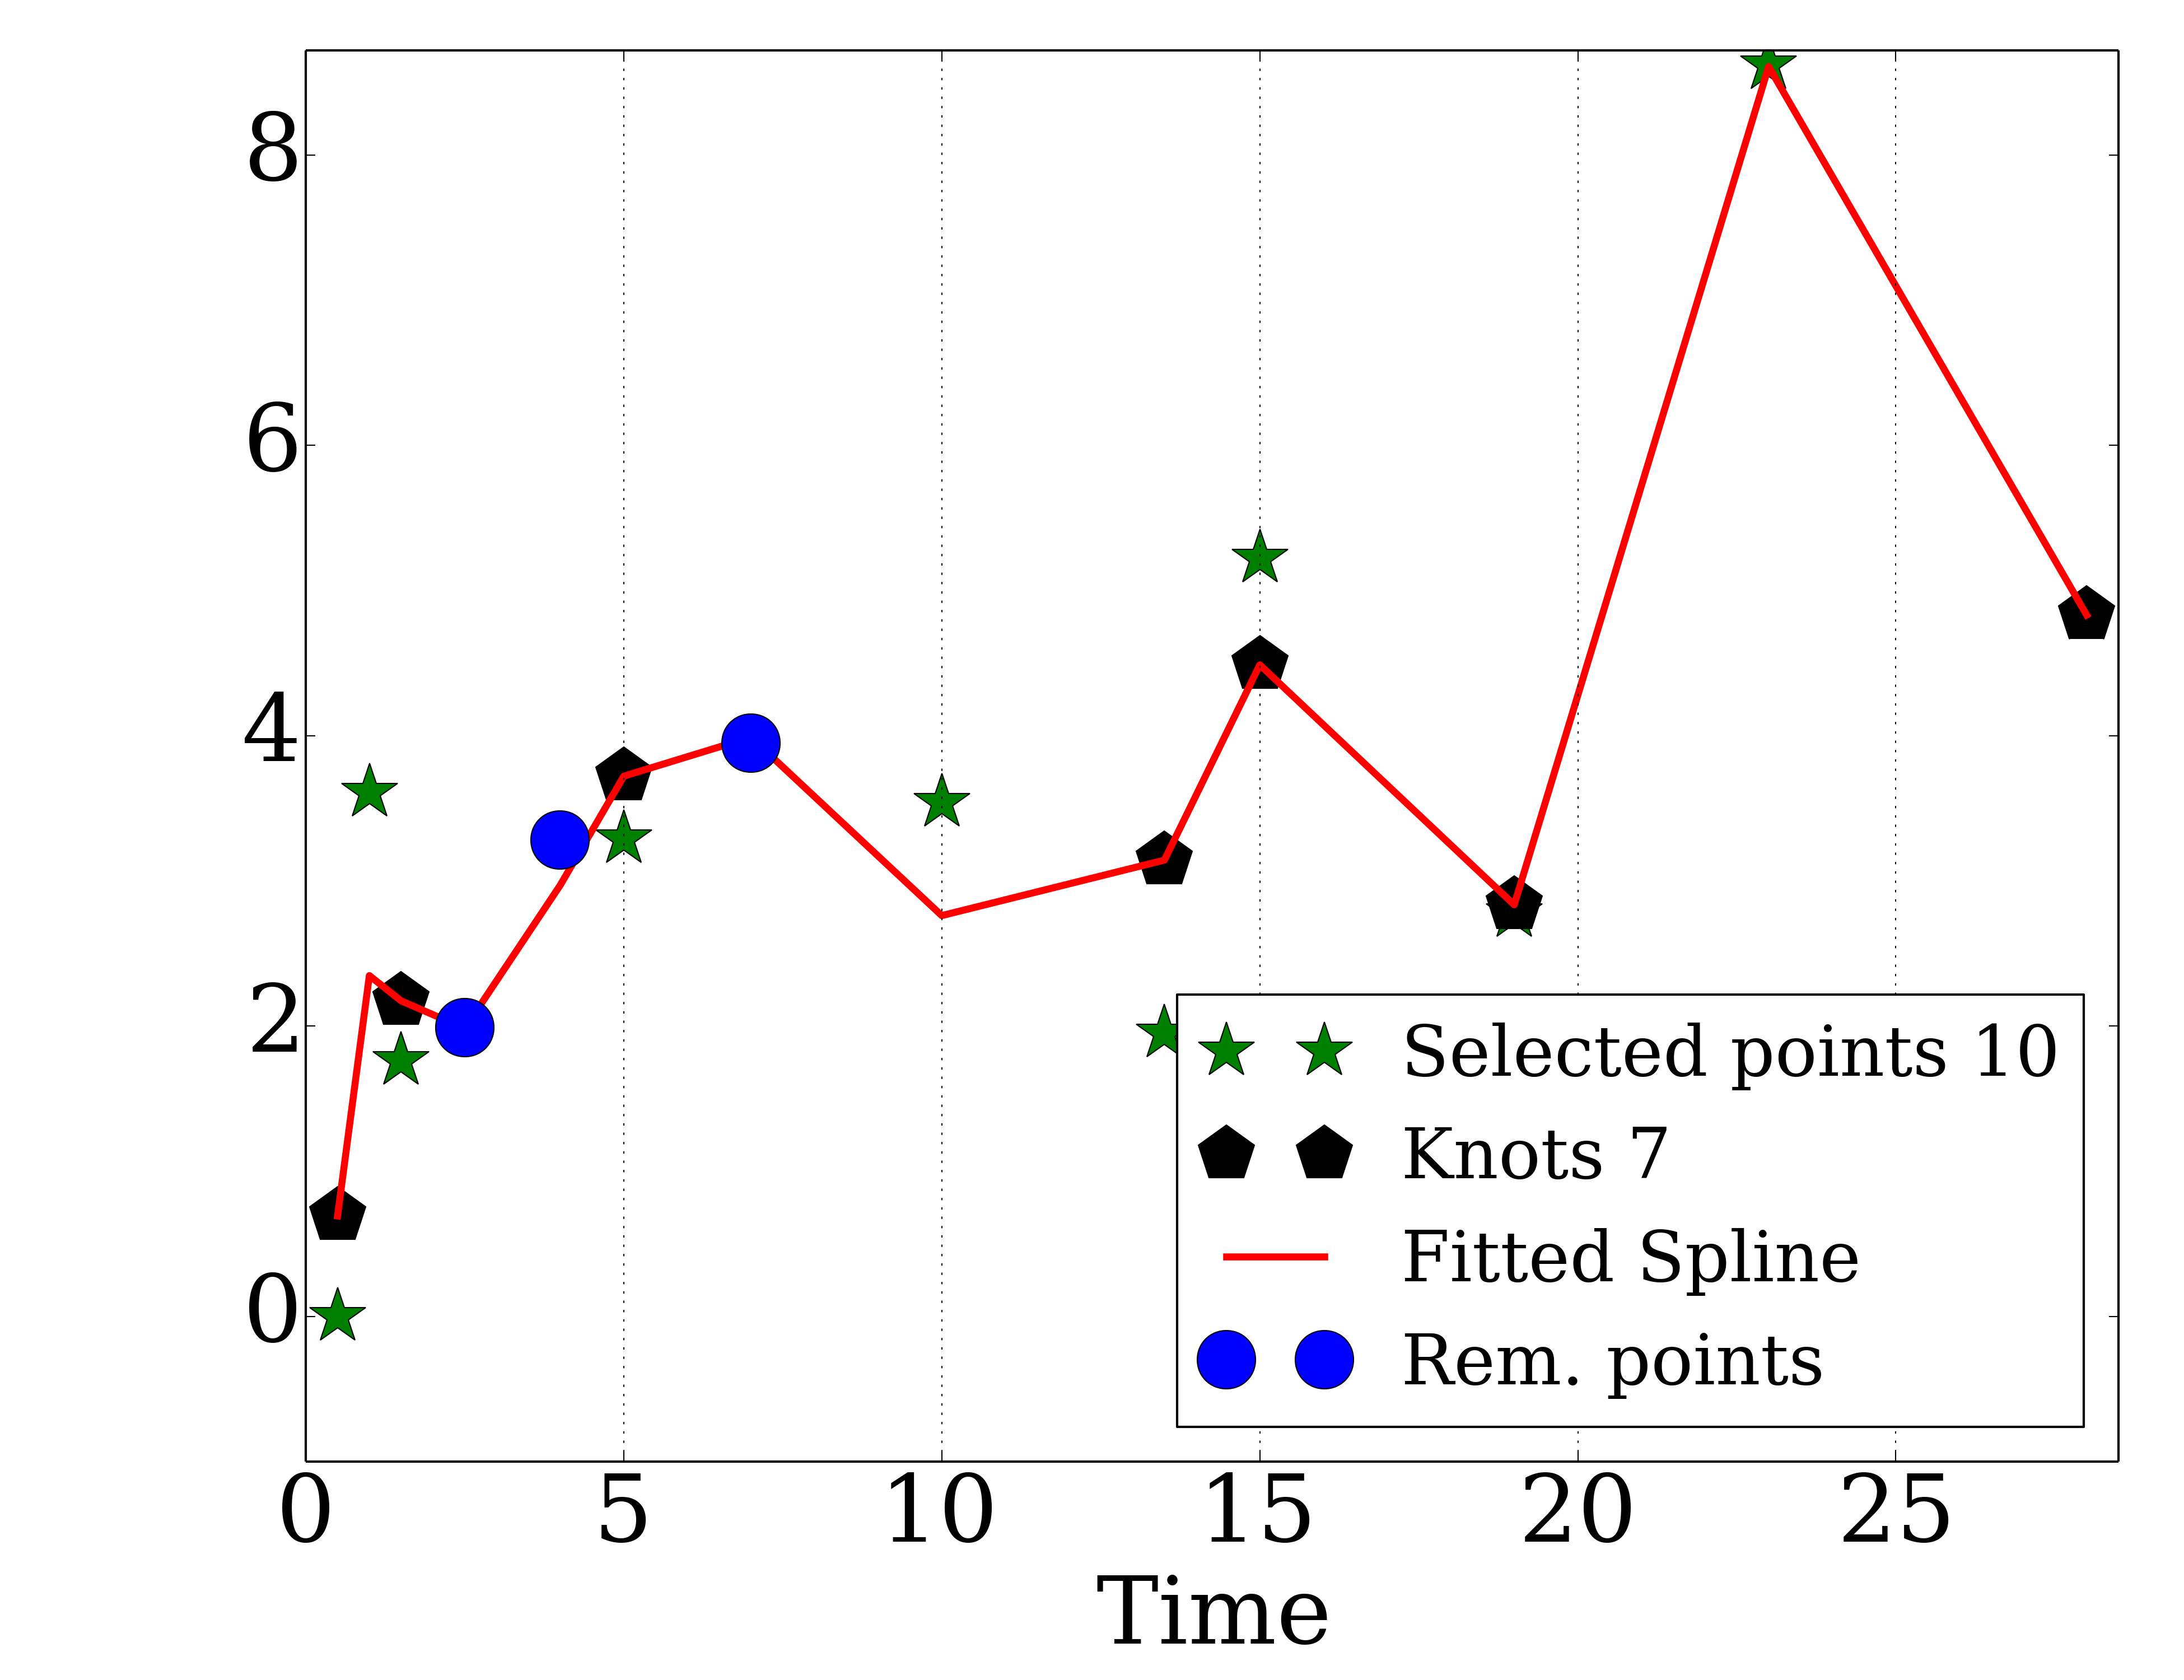 8
6
4
2
0
0 5 10 15 20 25
Time
Selected points 10
Knots 7
Fitted Spline
Rem. points